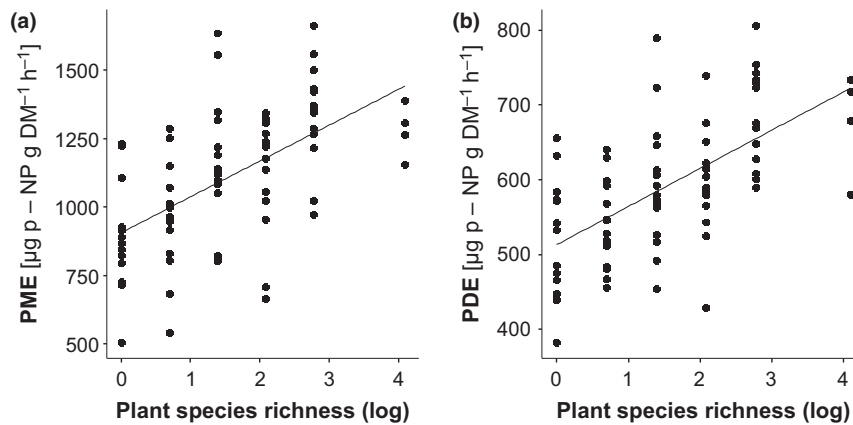 (a)
PME [µg p – NP g DM⁻¹ h⁻¹]
1500
1250
1000
750
500
0 1 2 3 4
Plant species richness (log)
(b)
PDE [µg p – NP g DM⁻¹ h⁻¹]
800
700
600
500
400
0 1 2 3 4
Plant species richness (log)